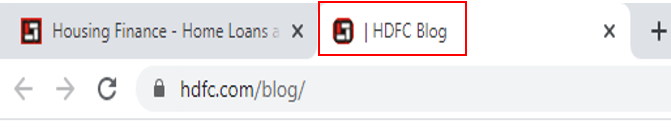 Housing Finance - Home Loans a
| HDFC Blog
hdfc.com/blog/